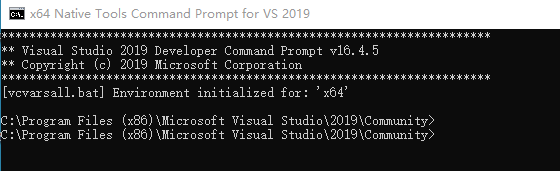 x64 Native Tools Command Prompt for VS 2019
**********************************************************************
** Visual Studio 2019 Developer Command Prompt v16.4.5
** Copyright (c) 2019 Microsoft Corporation
**********************************************************************
[vcvarsall.bat] Environment initialized for: 'x64'
C:\Program Files (x86)\Microsoft Visual Studio\2019\Community>
C:\Program Files (x86)\Microsoft Visual Studio\2019\Community>